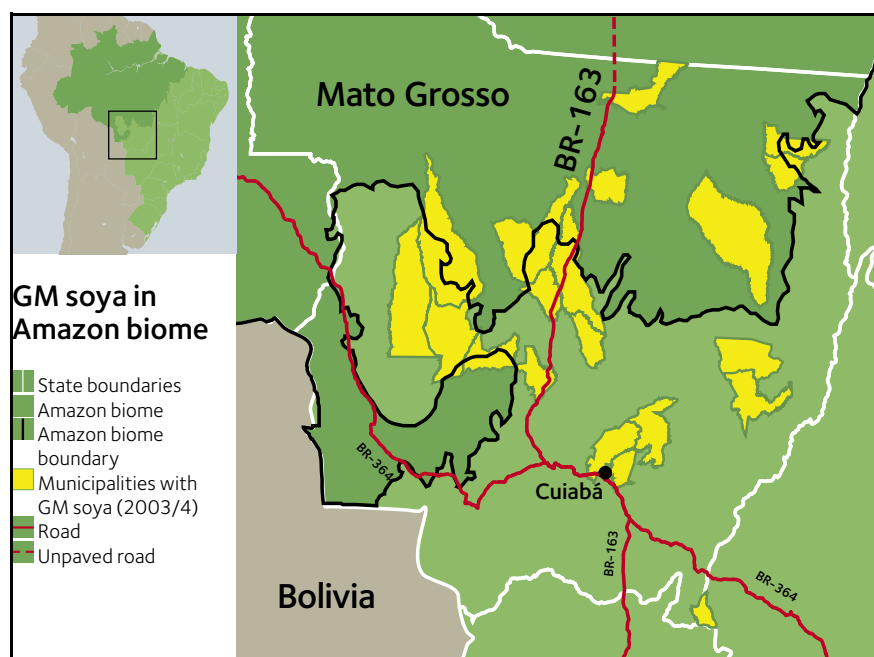 Mato Grosso
BR-163
GM soya in
Amazon biome
State boundaries
Amazon biome
Amazon biome
boundary
Municipalities with
GM soya (2003/4)
Road
Unpaved road
BR-364
Cuiabá
BR-163
BR-364
Bolivia